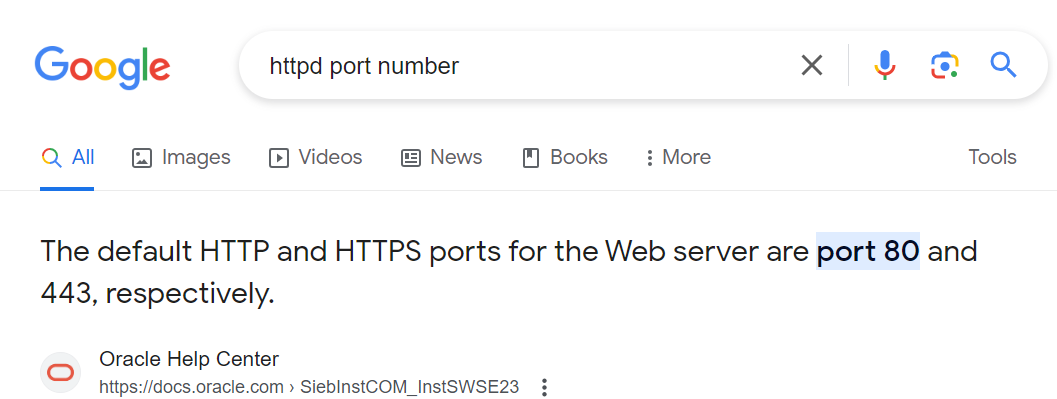 Google
httpd port number
All Images Videos News Books More Tools
The default HTTP and HTTPS ports for the Web server are port 80 and
443, respectively.
Oracle Help Center
https://docs.oracle.com › SiebInstCOM_InstSWSE23